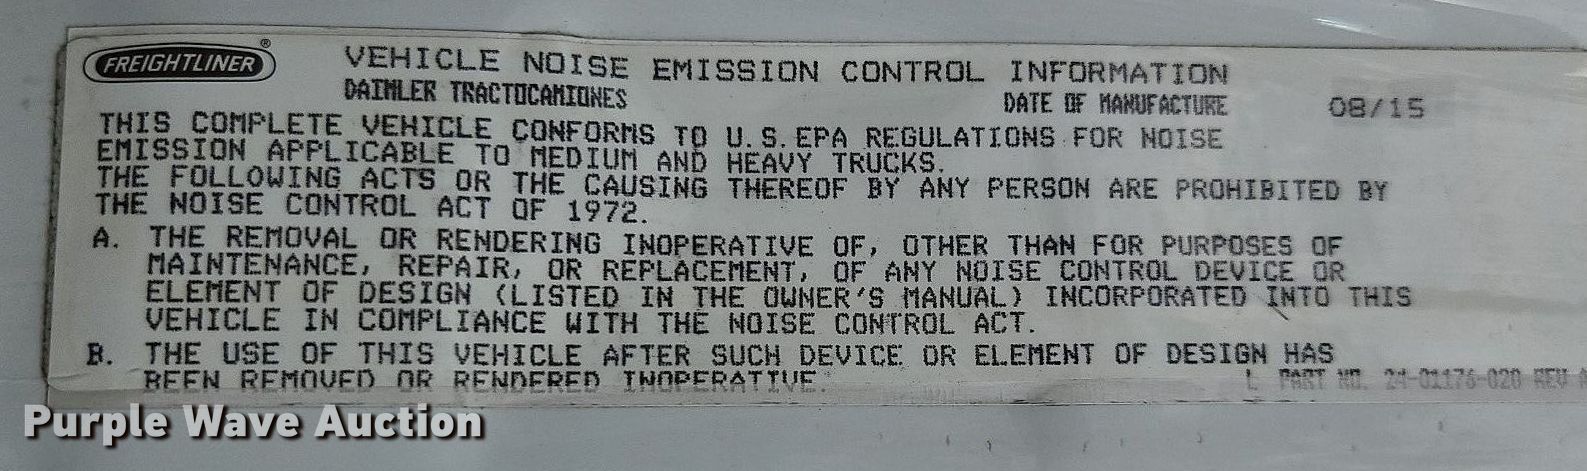 FREIGHTLINER®
VEHICLE NOISE EMISSION CONTROL INFORMATION
DAIMLER TRACTOCAMIONES DATE OF MANUFACTURE 08/15
THIS COMPLETE VEHICLE CONFORMS TO U.S.EPA REGULATIONS FOR NOISE
EMISSION APPLICABLE TO MEDIUM AND HEAVY TRUCKS.
THE FOLLOWING ACTS OR THE CAUSING THEREOF BY ANY PERSON ARE PROHIBITED BY
THE NOISE CONTROL ACT OF 1972.
A. THE REMOVAL OR RENDERING INOPERATIVE OF, OTHER THAN FOR PURPOSES OF
MAINTENANCE, REPAIR, OR REPLACEMENT, OF ANY NOISE CONTROL DEVICE OR
ELEMENT OF DESIGN (LISTED IN THE OWNER'S MANUAL) INCORPORATED INTO THIS
VEHICLE IN COMPLIANCE WITH THE NOISE CONTROL ACT.
B. THE USE OF THIS VEHICLE AFTER SUCH DEVICE OR ELEMENT OF DESIGN HAS
BEEN REMOVED OR RENDERED INOPERATIVE.
L PART NO. 24-01176-020 REV
Purple Wave Auction